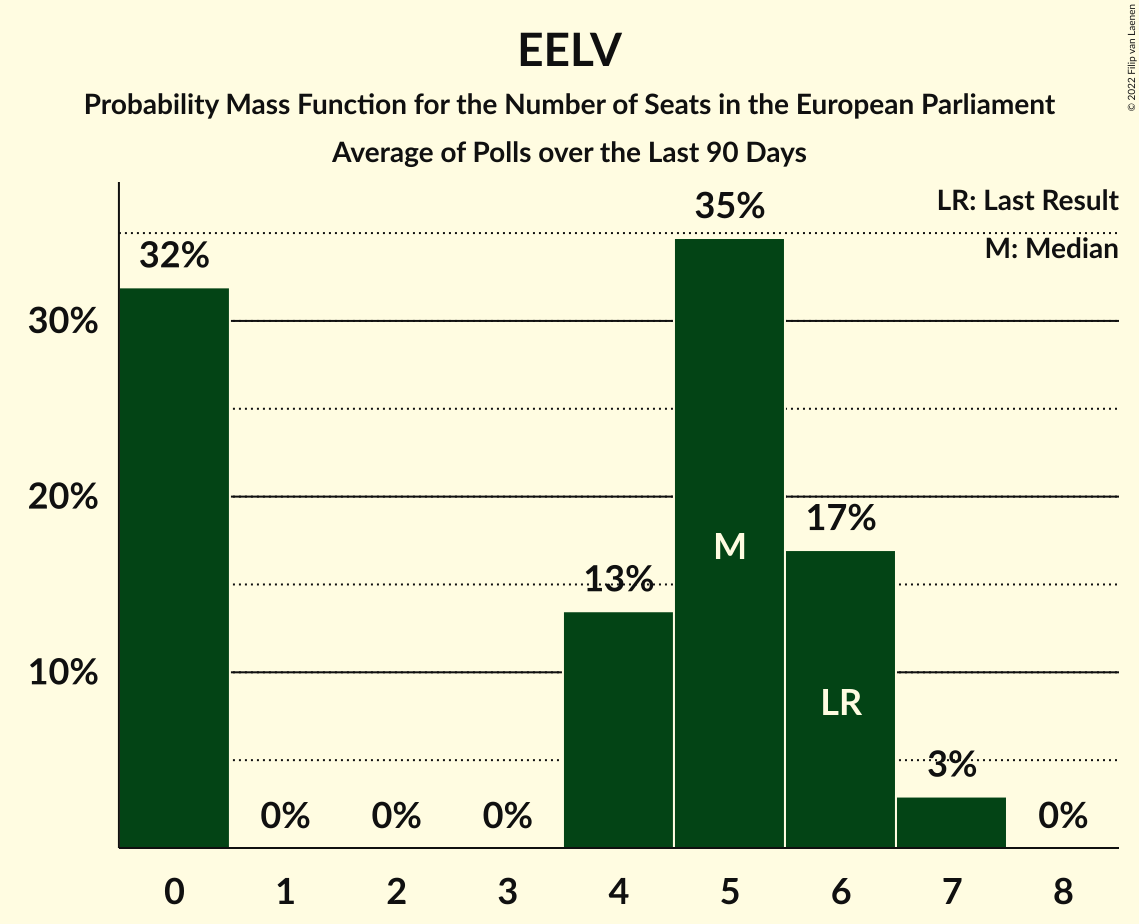 EELV
Probability Mass Function for the Number of Seats in the European Parliament
Average of Polls over the Last 90 Days
© 2022 Filip van Laenen
LR: Last Result
M: Median
30%
20%
10%
32%
0%
0%
0%
13%
35%
17%
3%
0%
M
LR
0 1 2 3 4 5 6 7 8